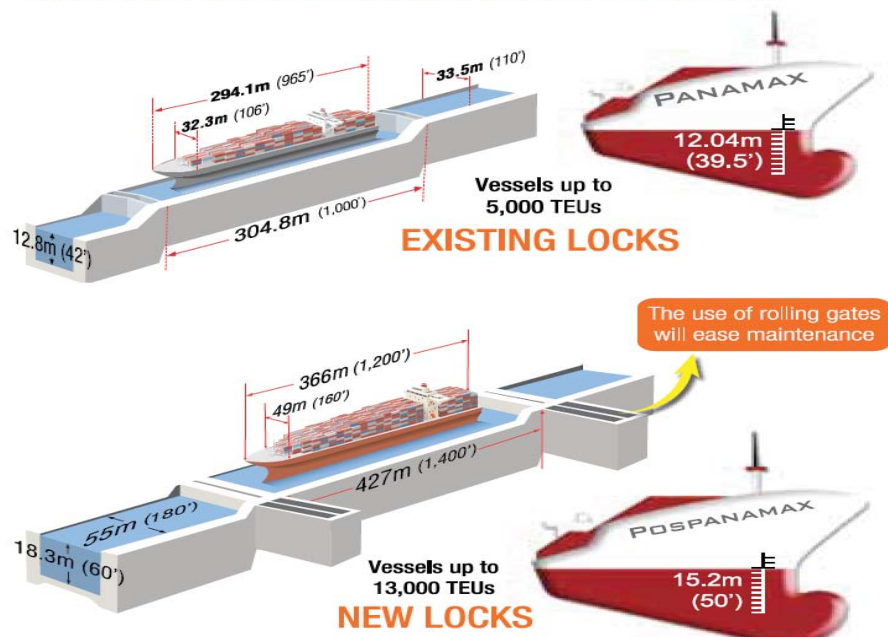 294.1m (965')
33.5m (110')
32.3m (106')
PANAMAX
12.04m
(39.5')
Vessels up to
5,000 TEUs
304.8m (1,000')
12.8m (42')
EXISTING LOCKS
The use of rolling gates
will ease maintenance
366m (1,200')
49m (160')
427m (1,400')
55m (180')
18.3m (60')
POSPANAMAX
15.2m
(50')
Vessels up to
13,000 TEUs
NEW LOCKS